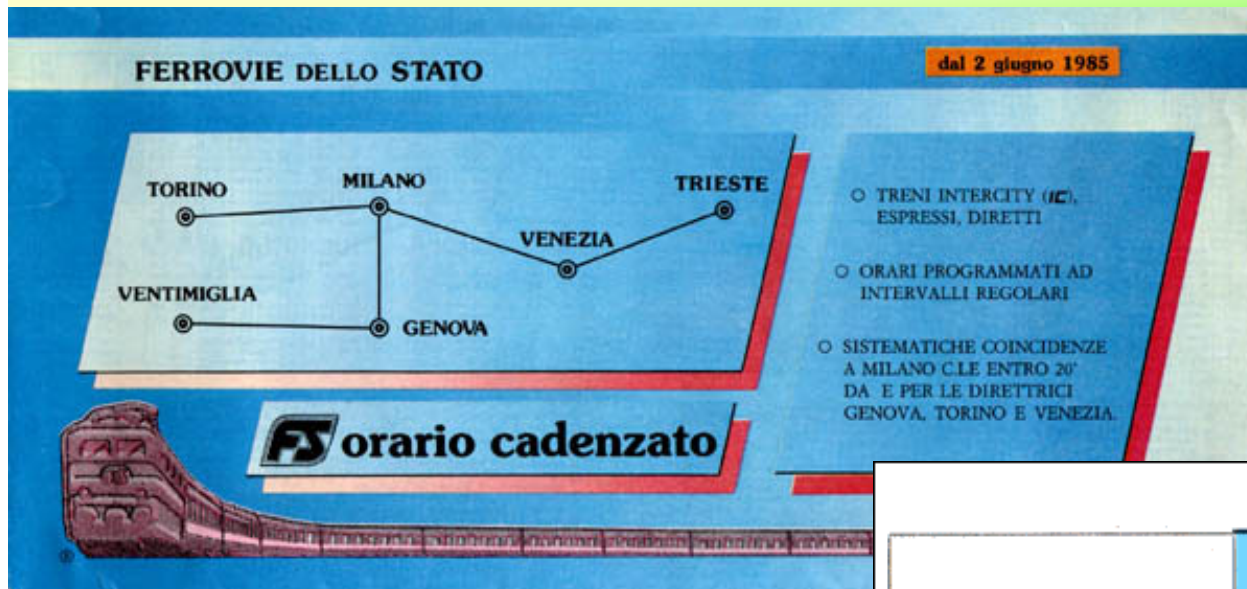 FERROVIE DELLO STATO
dal 2 giugno 1985
TORINO
MILANO
TRIESTE
VENEZIA
VENTIMIGLIA
GENOVA
○ TRENI INTERCITY (IC),
ESPRESSI, DIRETTI
○ ORARI PROGRAMMATI AD
INTERVALLI REGOLARI
○ SISTEMATICHE COINCIDENZE
A MILANO C.LE ENTRO 20'
DA E PER LE DIRETTRICI
GENOVA, TORINO E VENEZIA.
FS orario cadenzato